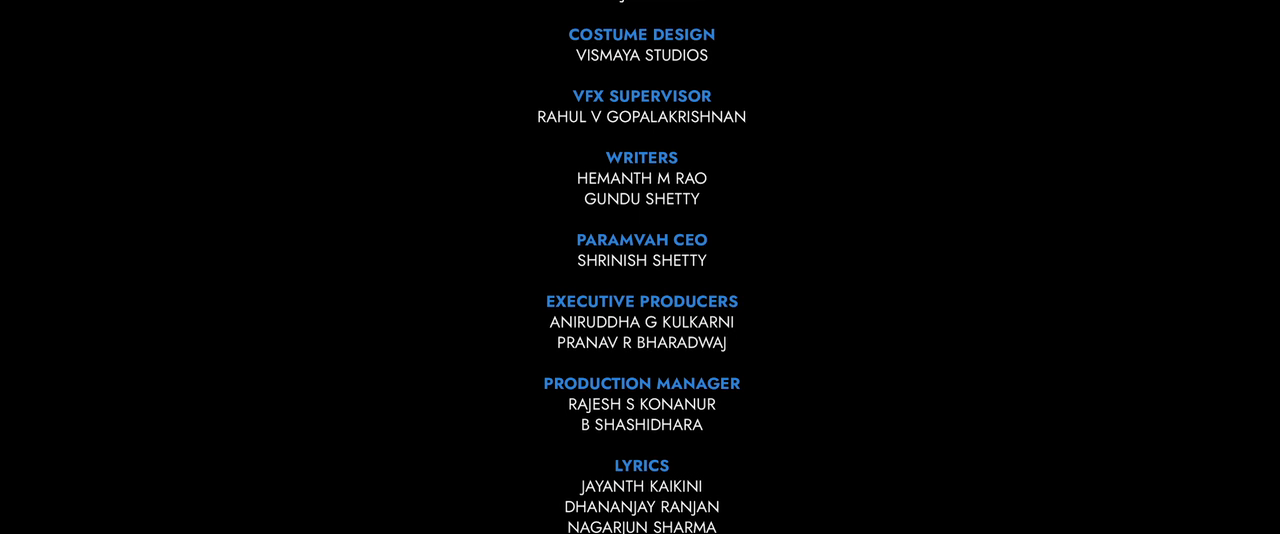 COSTUME DESIGN
VISMAYA STUDIOS
VFX SUPERVISOR
RAHUL V GOPALAKRISHNAN
WRITERS
HEMANTH M RAO
GUNDU SHETTY
PARAMVAH CEO
SHRINISH SHETTY
EXECUTIVE PRODUCERS
ANIRUDDHA G KULKARNI
PRANAV R BHARADWAJ
PRODUCTION MANAGER
RAJESH S KONANUR
B SHASHIDHARA
LYRICS
JAYANTH KAIKINI
DHANANJAY RANJAN
NAGARJUN SHARMA